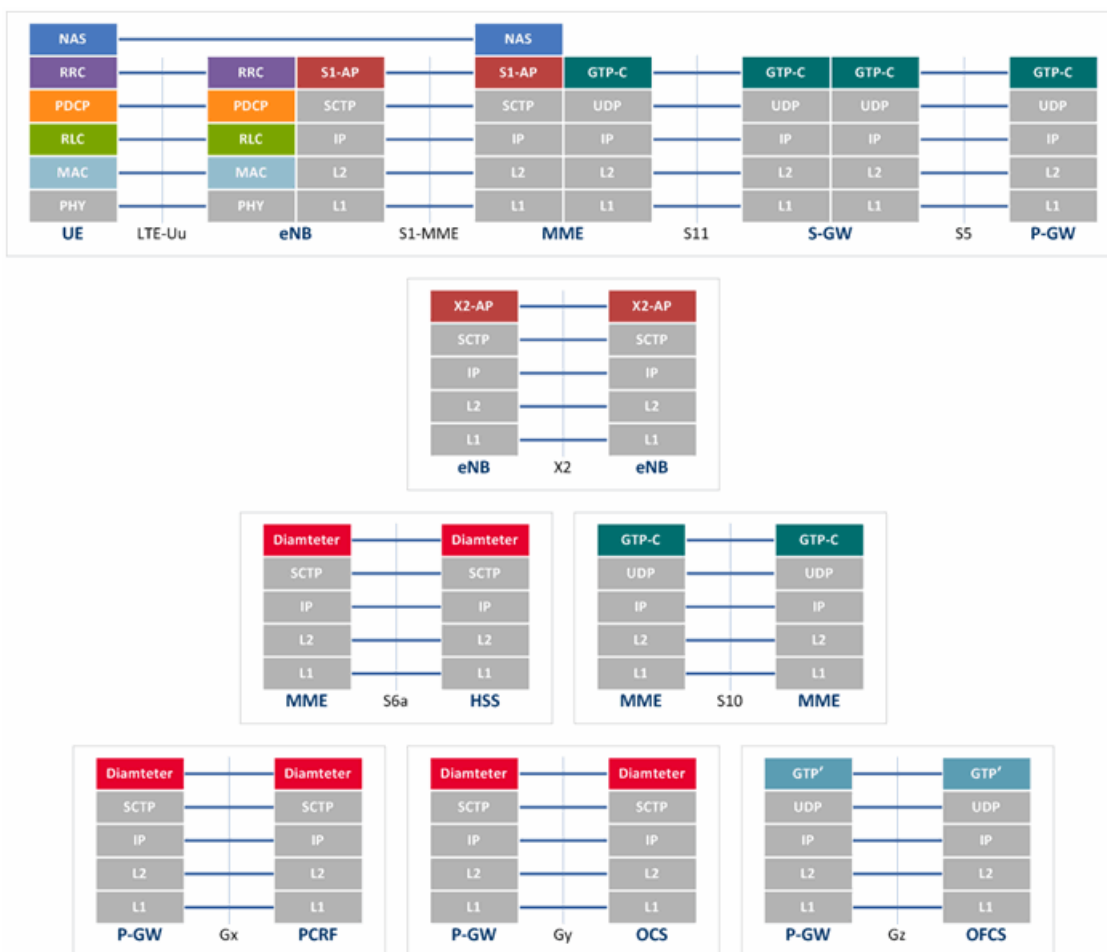 NAS NAS
RRC RRC S1-AP S1-AP GTP-C GTP-C GTP-C GTP-C
PDCP PDCP SCTP SCTP UDP UDP UDP UDP
RLC RLC IP IP IP IP IP IP
MAC MAC L2 L2 L2 L2 L2 L2
PHY PHY L1 L1 L1 L1 L1 L1
UE LTE-Uu eNB S1-MME MME S11 S-GW S5 P-GW
X2-AP X2-AP
SCTP SCTP
IP IP
L2 L2
L1 L1
eNB X2 eNB
Diamteter Diamteter
SCTP SCTP
IP IP
L2 L2
L1 L1
MME S6a HSS
GTP-C GTP-C
UDP UDP
IP IP
L2 L2
L1 L1
MME S10 MME
Diamteter Diamteter
SCTP SCTP
IP IP
L2 L2
L1 L1
P-GW Gx PCRF
Diamteter Diamteter
SCTP SCTP
IP IP
L2 L2
L1 L1
P-GW Gy OCS
GTP′ GTP′
UDP UDP
IP IP
L2 L2
L1 L1
P-GW Gz OFCS